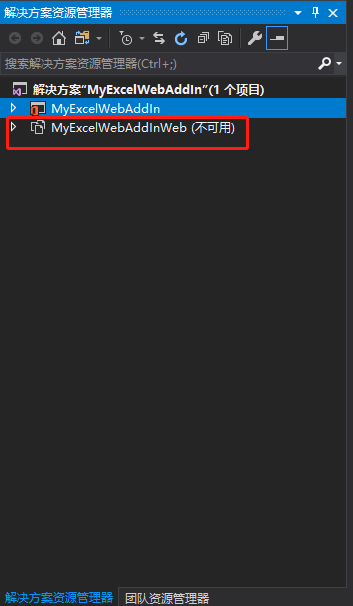 解决方案资源管理器
搜索解决方案资源管理器(Ctrl+;)
解决方案"MyExcelWebAddIn"(1 个项目)
MyExcelWebAddIn
MyExcelWebAddInWeb (不可用)
解决方案资源管理器 团队资源管理器